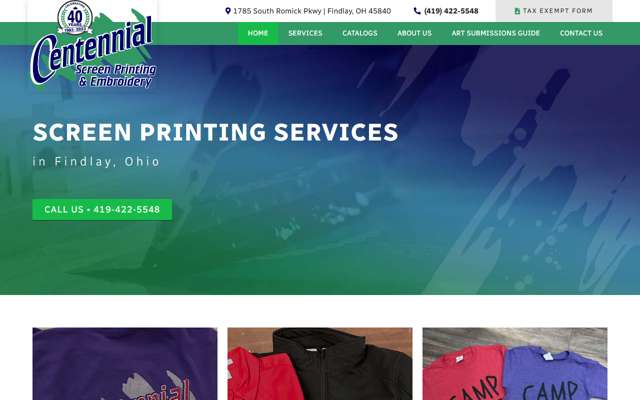 40
YEARS
Centennial
Screen Printing
& Embroidery
1785 South Romick Pkwy | Findlay, OH 45840
(419) 422-5548
TAX EXEMPT FORM
HOME
SERVICES
CATALOGS
ABOUT US
ART SUBMISSIONS GUIDE
CONTACT US
SCREEN PRINTING SERVICES
in Findlay, Ohio
CALL US • 419-422-5548
Centennial
CAMP
CAMP